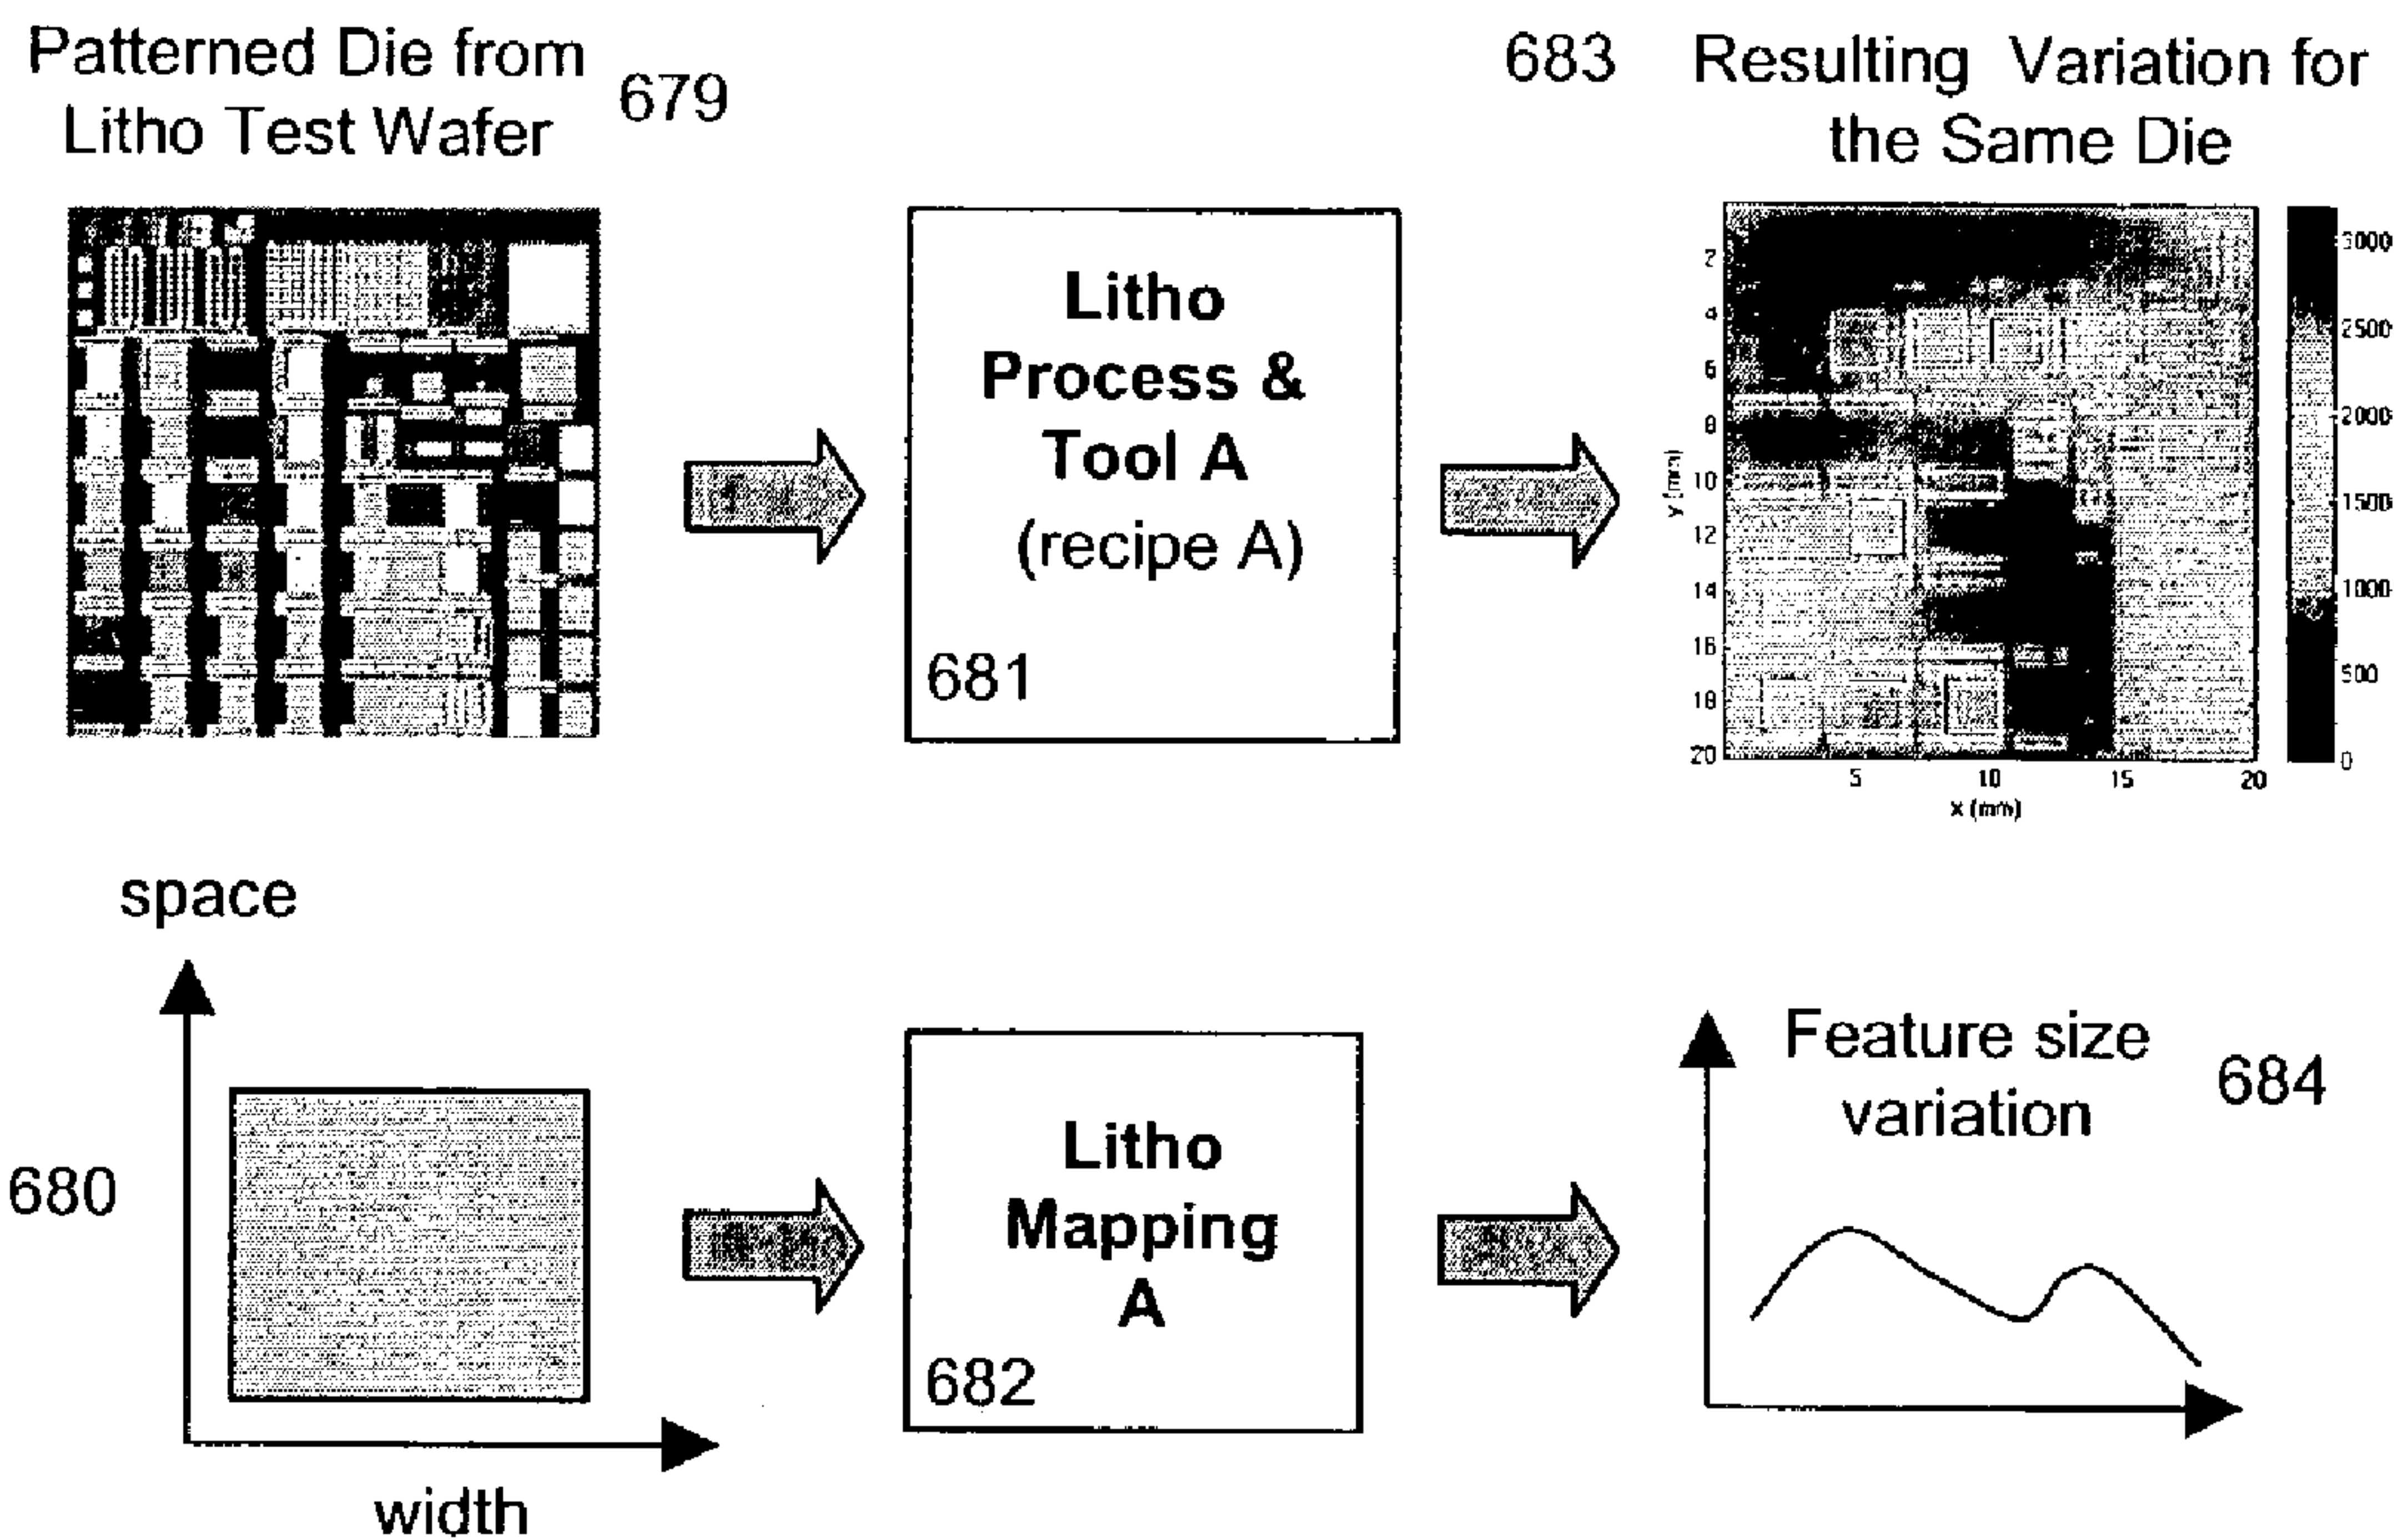 Patterned Die from
Litho Test Wafer
679
683
Resulting Variation for
the Same Die
Litho
Process &
Tool A
(recipe A)
681
2
4
6
8
10
12
14
16
18
20
y (mm)
5
10
15
20
x (mm)
3000
2500
2000
1500
1000
500
0
space
680
width
Litho
Mapping
A
682
Feature size
variation
684